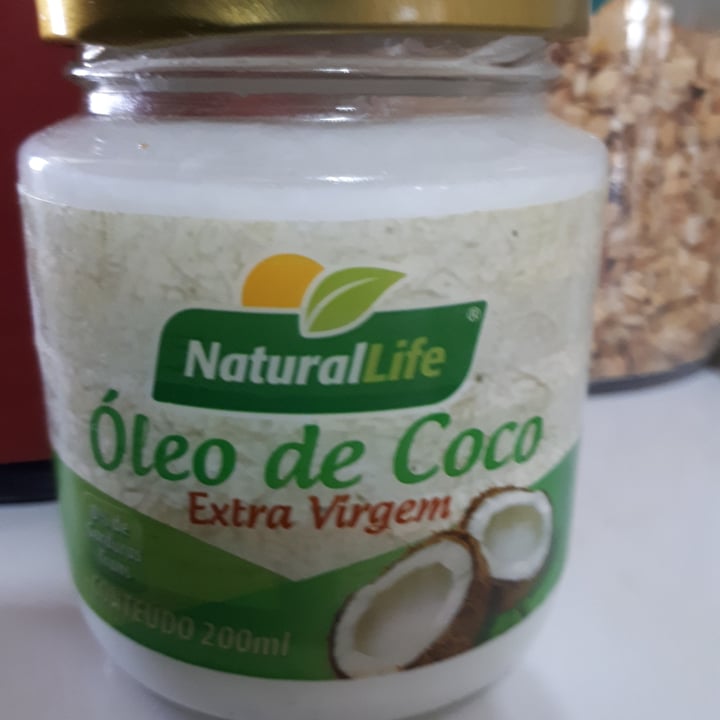 NaturalLife®
Óleo de Coco
Extra Virgem
CONTEÚDO 200ml